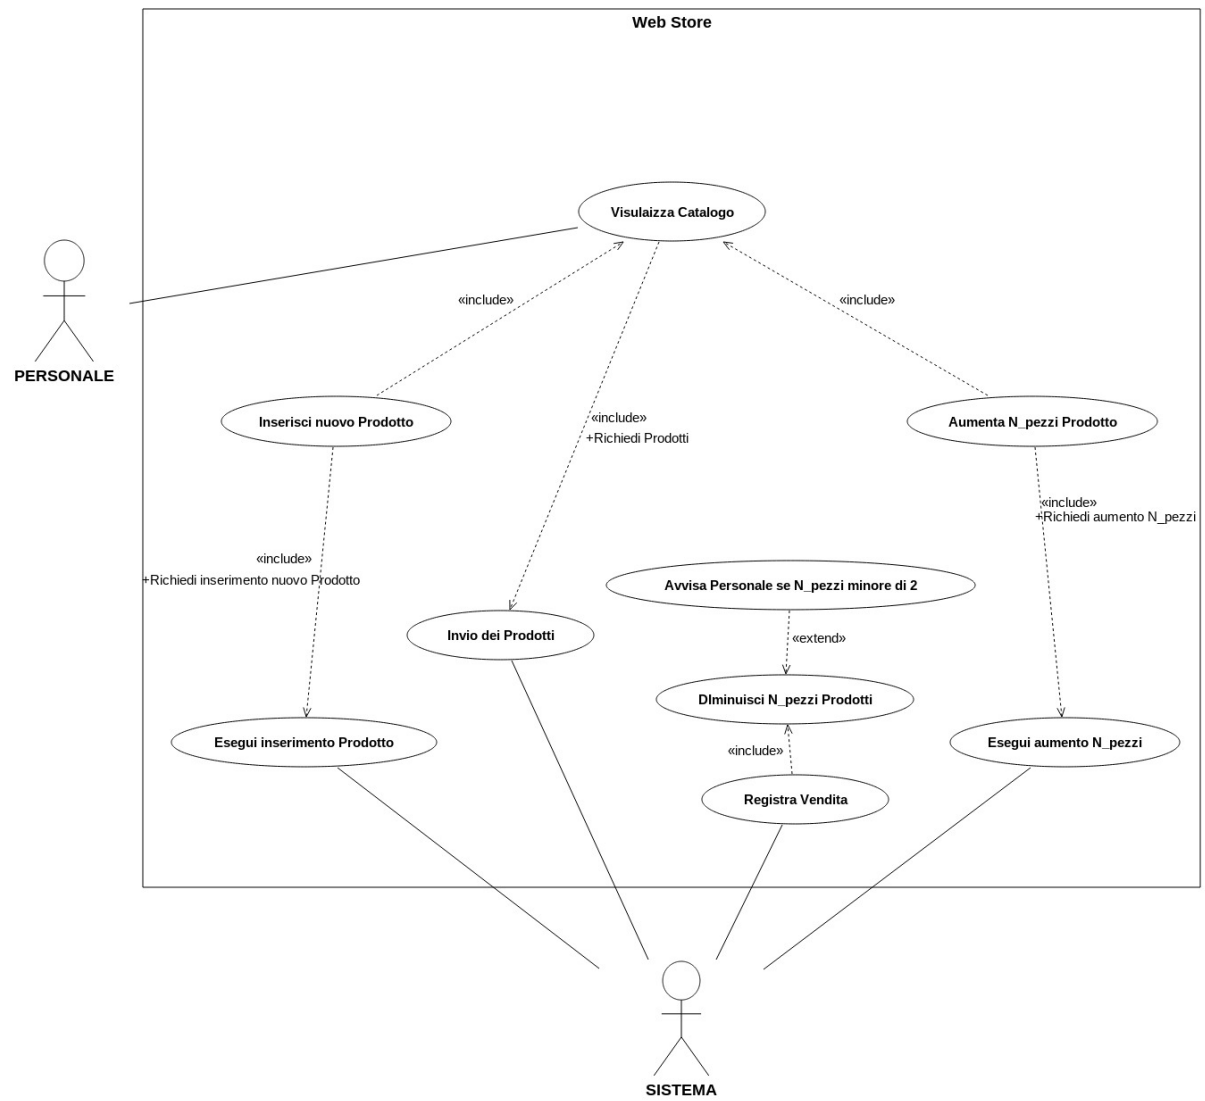 Web Store
Visulaizza Catalogo
«include»
«include»
PERSONALE
Inserisci nuovo Prodotto
«include»
+Richiedi Prodotti
Aumenta N_pezzi Prodotto
«include»
+Richiedi aumento N_pezzi
«include»
+Richiedi inserimento nuovo Prodotto
Avvisa Personale se N_pezzi minore di 2
Invio dei Prodotti
«extend»
DIminuisci N_pezzi Prodotti
Esegui inserimento Prodotto
«include»
Esegui aumento N_pezzi
Registra Vendita
SISTEMA